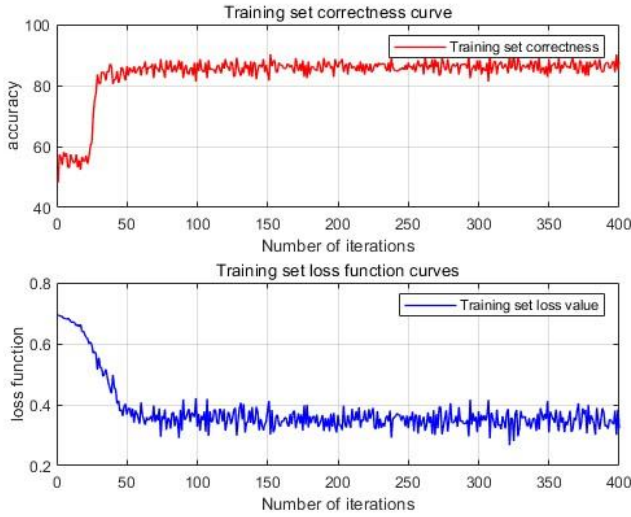 Training set correctness curve
100
80
60
40
accuracy
Training set correctness
0 50 100 150 200 250 300 350 400
Number of iterations
Training set loss function curves
0.8
0.6
0.4
0.2
loss function
Training set loss value
0 50 100 150 200 250 300 350 400
Number of iterations